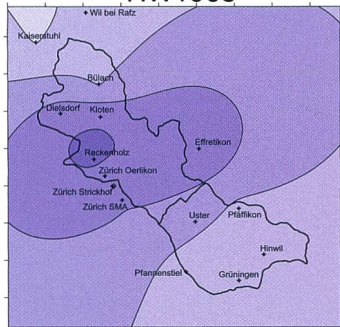 Wil bei Rafz
Kaiserstuhl
Bülach
Dielsdorf
Kloten
Effretikon
Reckenholz
Zürich Oerlikon
Zürich Strickhof
Zürich SMA
Uster
Pfäffikon
Hinwil
Pfannenstiel
Grüningen